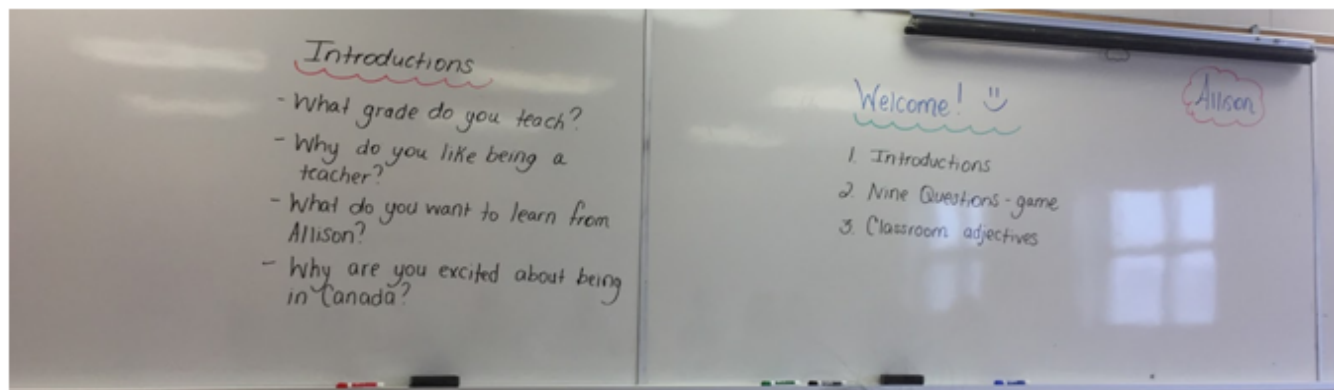 Introductions
- What grade do you teach?
- Why do you like being a
teacher?
- What do you want to learn from
Allison?
- Why are you excited about being
in Canada?
Welcome! :)
Allison
1. Introductions
2. Nine Questions - game
3. Classroom adjectives